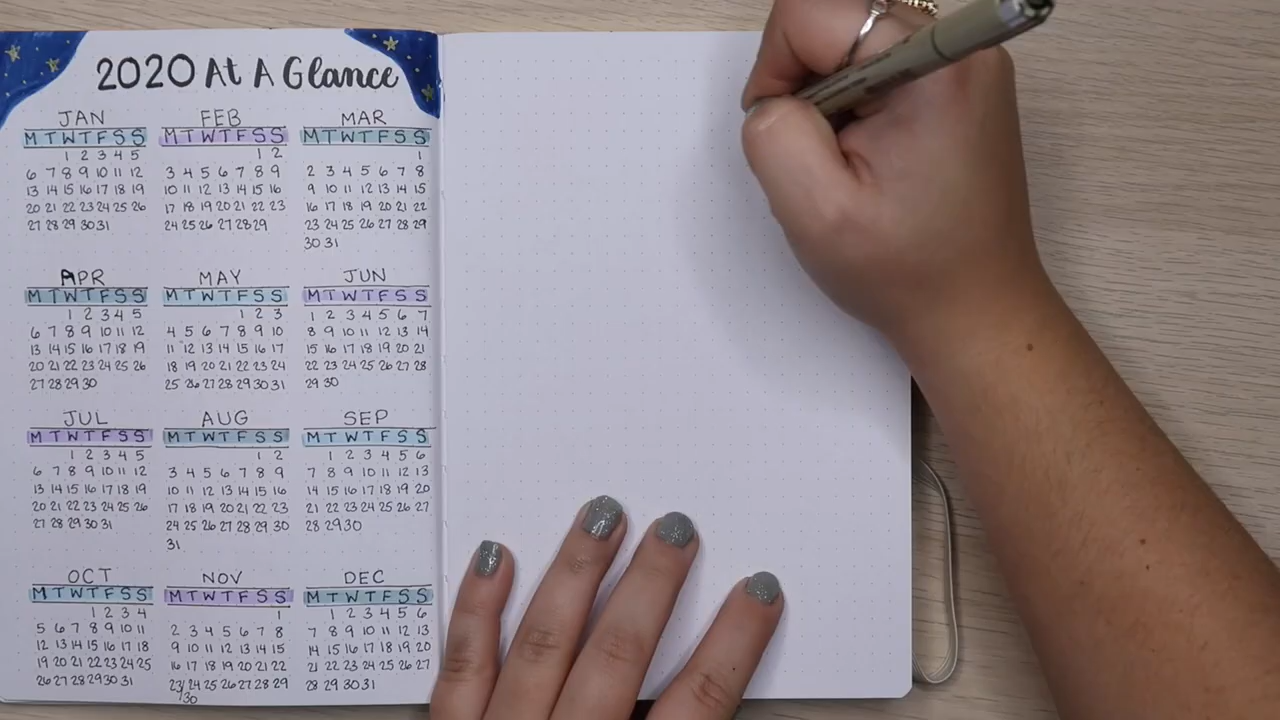 2020 At A Glance
JAN
M T W T F S S
1 2 3 4 5
6 7 8 9 10 11 12
13 14 15 16 17 18 19
20 21 22 23 24 25 26
27 28 29 30 31
FEB
M T W T F S S
1 2
3 4 5 6 7 8 9
10 11 12 13 14 15 16
17 18 19 20 21 22 23
24 25 26 27 28 29
MAR
M T W T F S S
1
2 3 4 5 6 7 8
9 10 11 12 13 14 15
16 17 18 19 20 21 22
23 24 25 26 27 28 29
30 31
APR
M T W T F S S
1 2 3 4 5
6 7 8 9 10 11 12
13 14 15 16 17 18 19
20 21 22 23 24 25 26
27 28 29 30
MAY
M T W T F S S
1 2 3
4 5 6 7 8 9 10
11 12 13 14 15 16 17
18 19 20 21 22 23 24
25 26 27 28 29 30 31
JUN
M T W T F S S
1 2 3 4 5 6 7
8 9 10 11 12 13 14
15 16 17 18 19 20 21
22 23 24 25 26 27 28
29 30
JUL
M T W T F S S
1 2 3 4 5
6 7 8 9 10 11 12
13 14 15 16 17 18 19
20 21 22 23 24 25 26
27 28 29 30 31
AUG
M T W T F S S
1 2
3 4 5 6 7 8 9
10 11 12 13 14 15 16
17 18 19 20 21 22 23
24 25 26 27 28 29 30
31
SEP
M T W T F S S
1 2 3 4 5 6
7 8 9 10 11 12 13
14 15 16 17 18 19 20
21 22 23 24 25 26 27
28 29 30
OCT
M T W T F S S
1 2 3 4
5 6 7 8 9 10 11
12 13 14 15 16 17 18
19 20 21 22 23 24 25
26 27 28 29 30 31
NOV
M T W T F S S
1
2 3 4 5 6 7 8
9 10 11 12 13 14 15
16 17 18 19 20 21 22
23/30 24 25 26 27 28 29
DEC
M T W T F S S
1 2 3 4 5 6
7 8 9 10 11 12 13
14 15 16 17 18 19 20
21 22 23 24 25 26 27
28 29 30 31